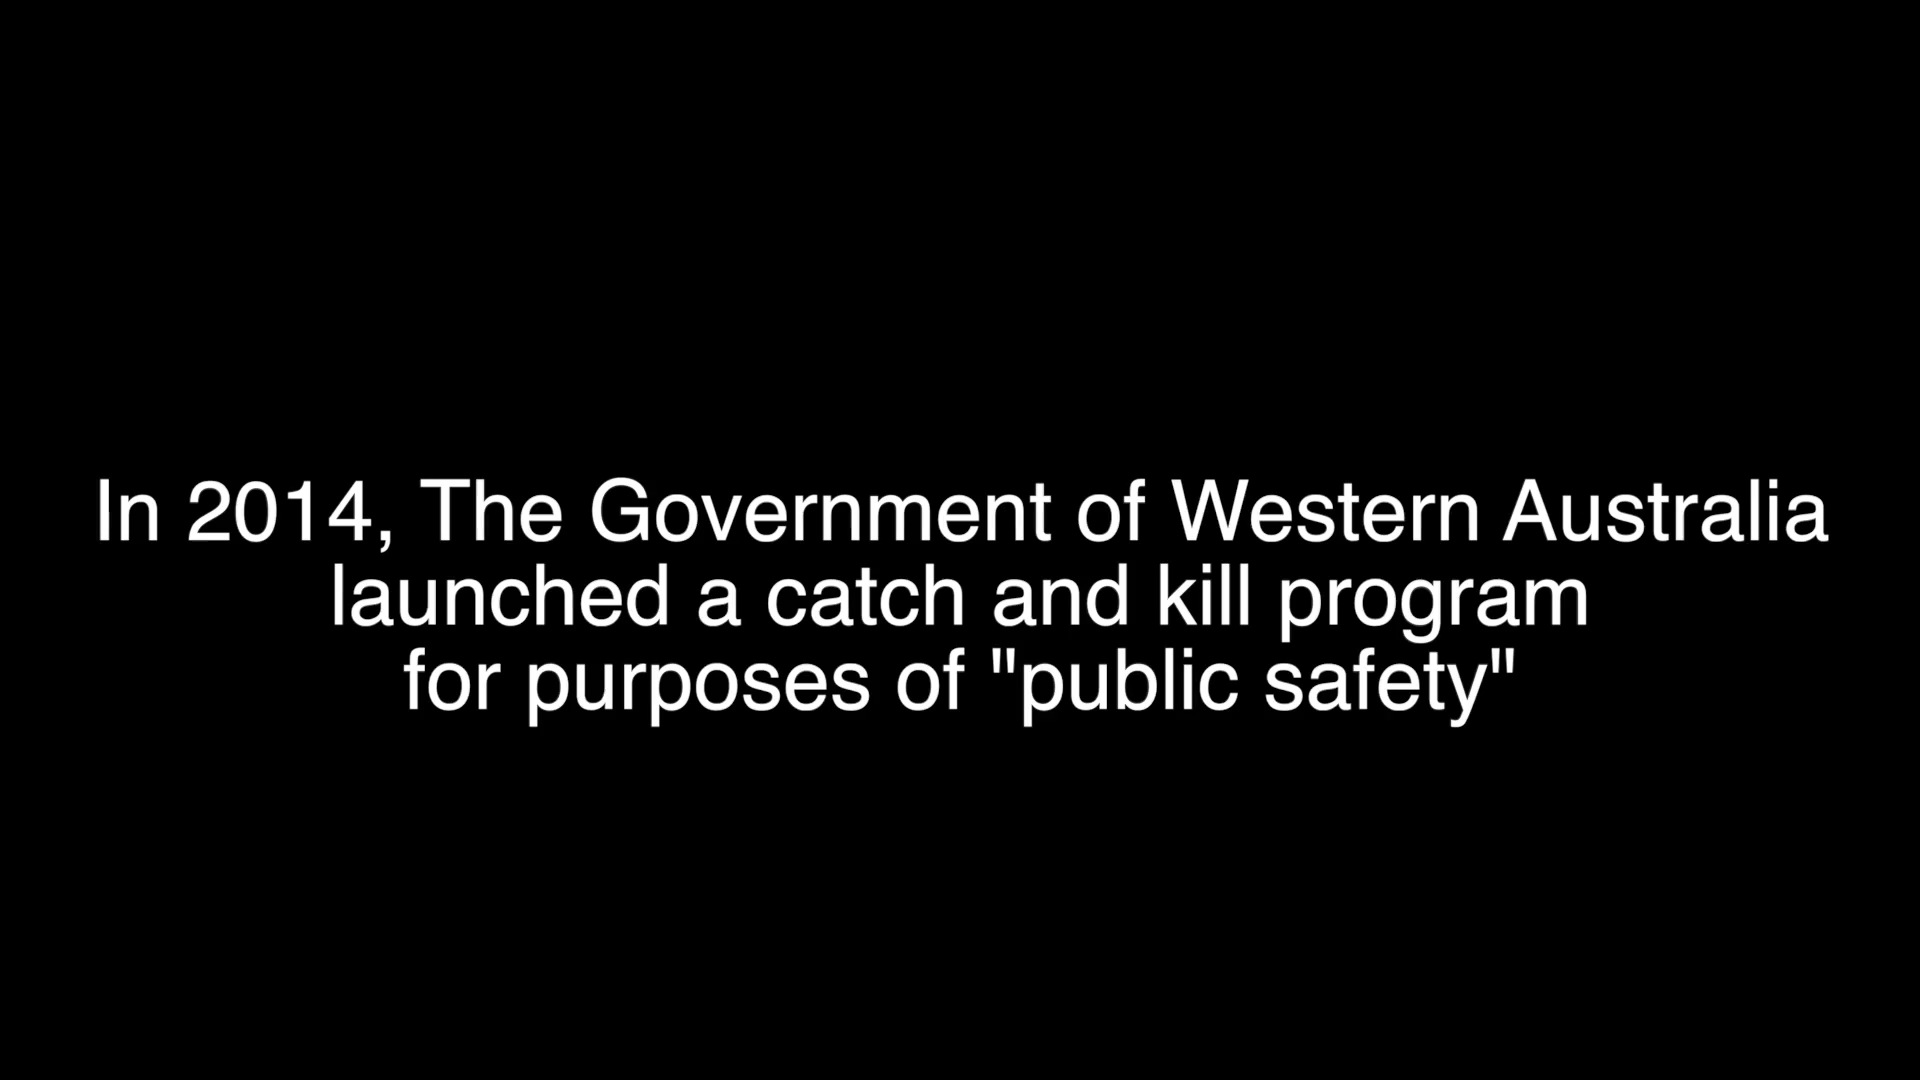 In 2014, The Government of Western Australia
launched a catch and kill program
for purposes of "public safety"